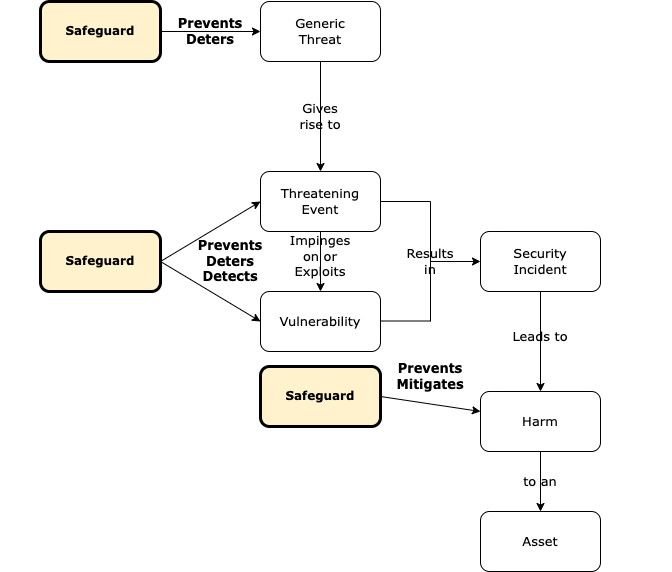 Safeguard
Prevents
Deters
Generic
Threat
Gives
rise to
Threatening
Event
Safeguard
Prevents
Deters
Detects
Impinges
on or
Exploits
Results
in
Security
Incident
Vulnerability
Leads to
Safeguard
Prevents
Mitigates
Harm
to an
Asset